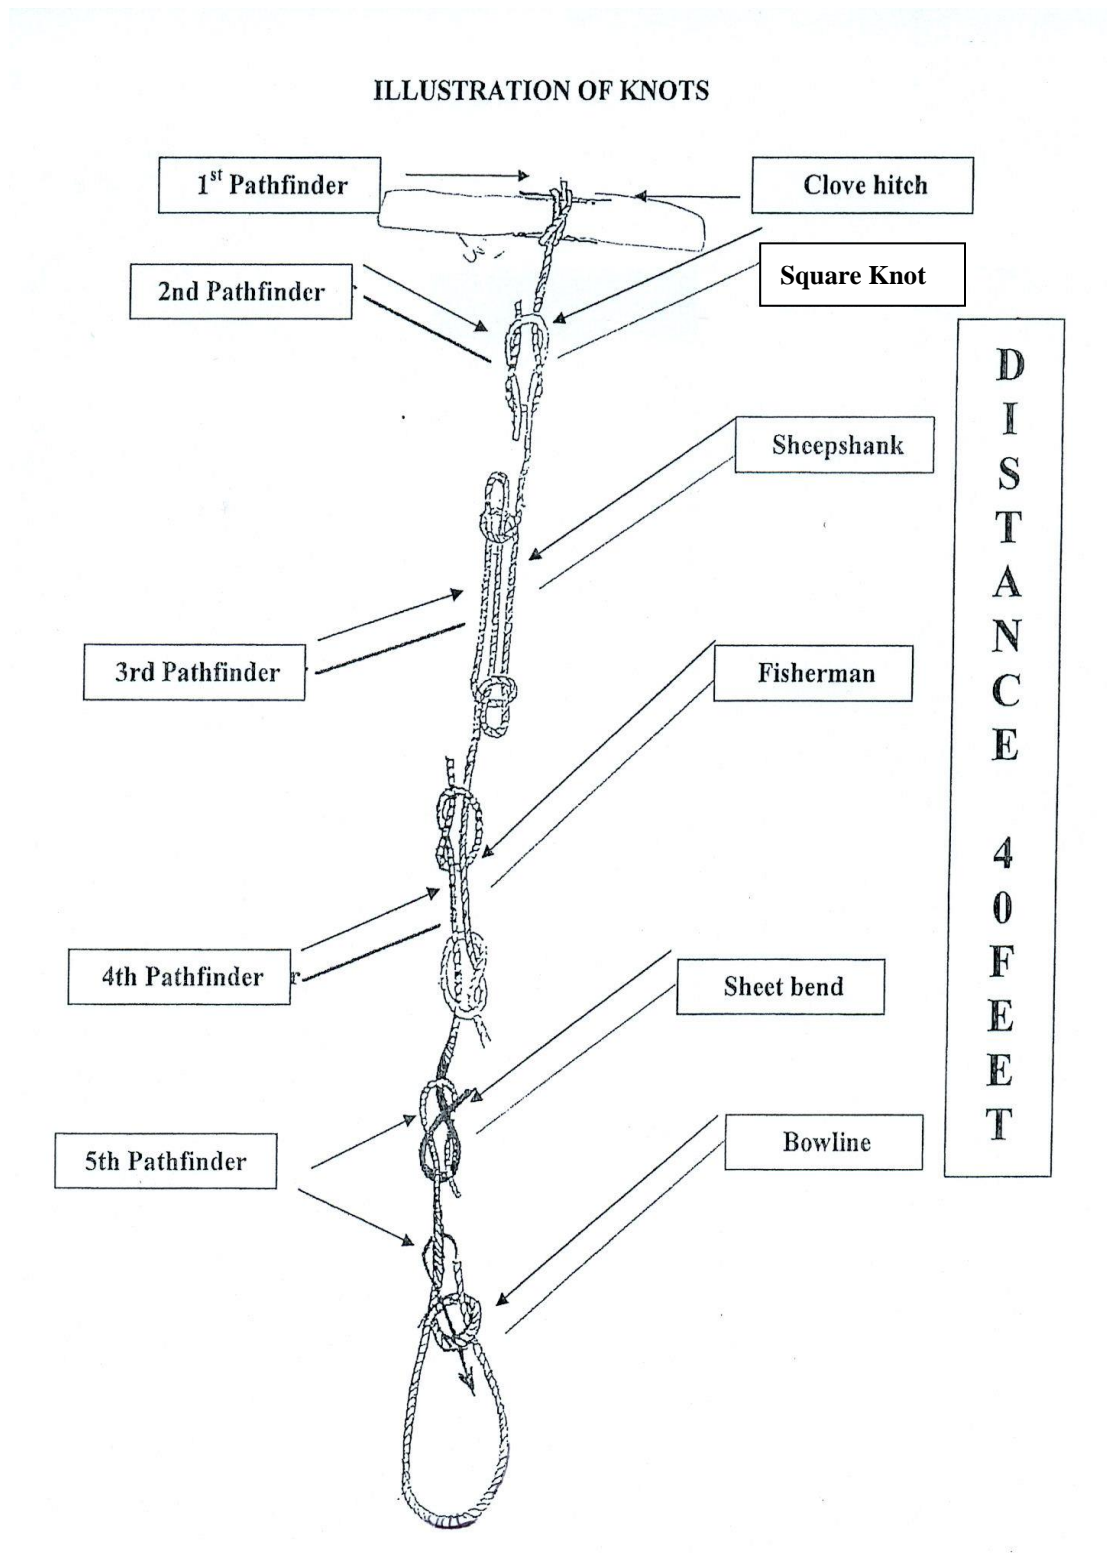 ILLUSTRATION OF KNOTS
1st Pathfinder
Clove hitch
2nd Pathfinder
Square Knot
Sheepshank
3rd Pathfinder
Fisherman
4th Pathfinder r
Sheet bend
5th Pathfinder
Bowline
DISTANCE 40FEET